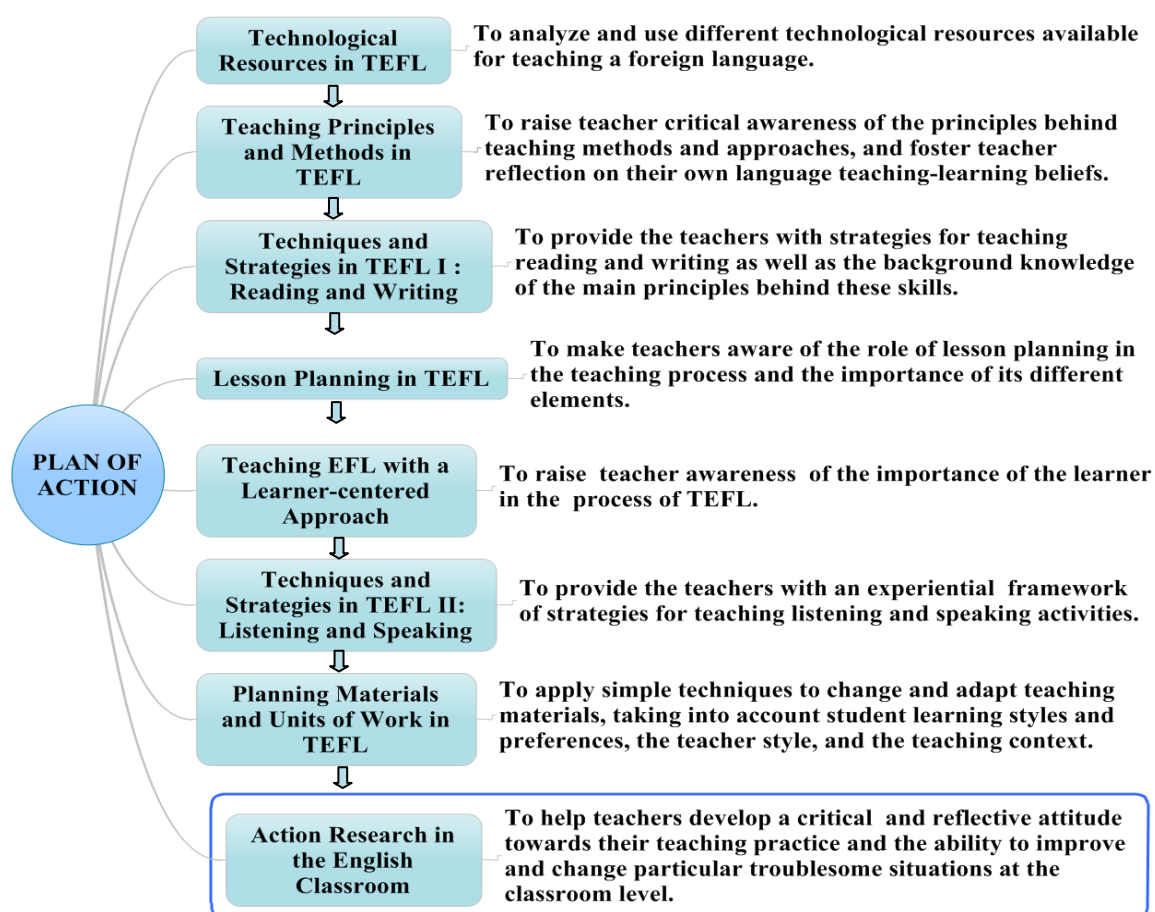 Technological
Resources in TEFL
To analyze and use different technological resources available
for teaching a foreign language.
Teaching Principles
and Methods in
TEFL
To raise teacher critical awareness of the principles behind
teaching methods and approaches, and foster teacher
reflection on their own language teaching-learning beliefs.
Techniques and
Strategies in TEFL I :
Reading and Writing
To provide the teachers with strategies for teaching
reading and writing as well as the background knowledge
of the main principles behind these skills.
Lesson Planning in TEFL
To make teachers aware of the role of lesson planning in
the teaching process and the importance of its different
elements.
PLAN OF
ACTION
Teaching EFL with a
Learner-centered
Approach
To raise teacher awareness of the importance of the learner
in the process of TEFL.
Techniques and
Strategies in TEFL II:
Listening and Speaking
To provide the teachers with an experiential framework
of strategies for teaching listening and speaking activities.
Planning Materials
and Units of Work in
TEFL
To apply simple techniques to change and adapt teaching
materials, taking into account student learning styles and
preferences, the teacher style, and the teaching context.
Action Research in
the English
Classroom
To help teachers develop a critical and reflective attitude
towards their teaching practice and the ability to improve
and change particular troublesome situations at the
classroom level.